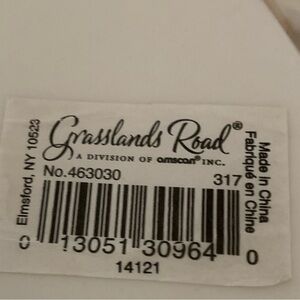 Elmsford, NY 10523
Grasslands Road®
A DIVISION OF amscan® INC.
Made in China
Fabriqué en Chine
No.463030 317
0 13051 30964 0
14121